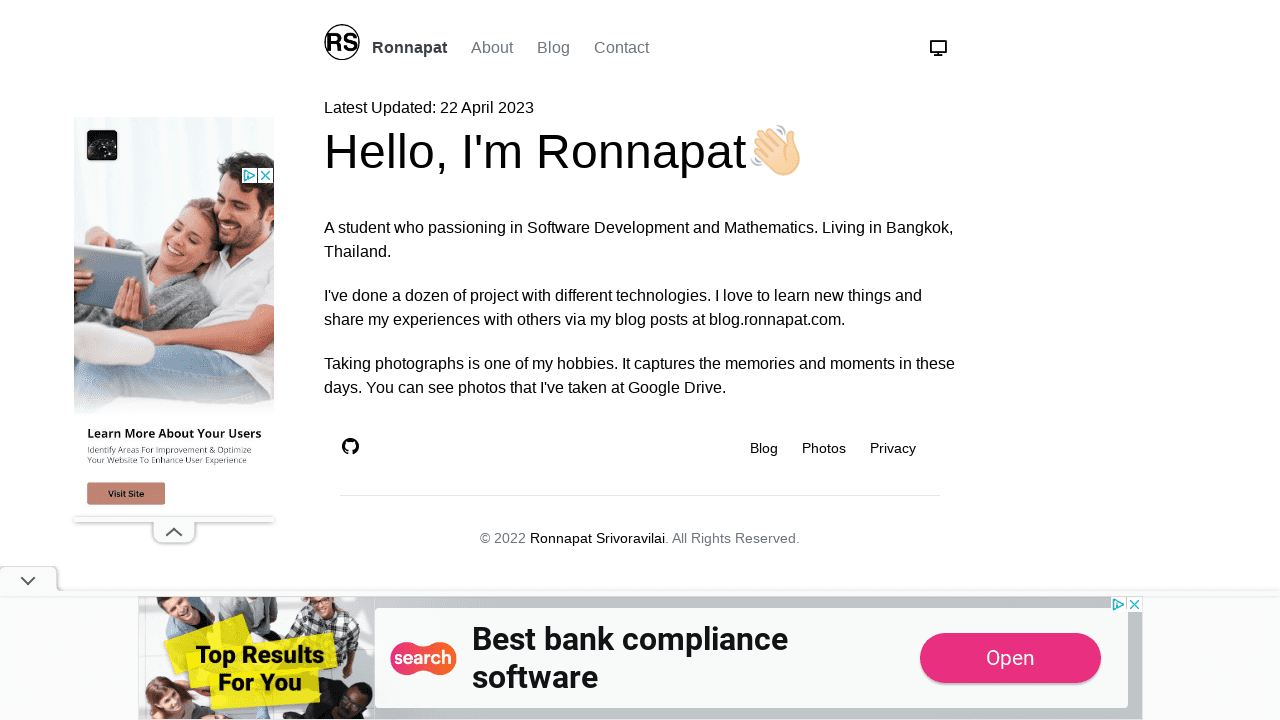 RS
Ronnapat
About
Blog
Contact
Latest Updated: 22 April 2023
Hello, I'm Ronnapat
A student who passioning in Software Development and Mathematics. Living in Bangkok,
Thailand.
I've done a dozen of project with different technologies. I love to learn new things and
share my experiences with others via my blog posts at blog.ronnapat.com.
Taking photographs is one of my hobbies. It captures the memories and moments in these
days. You can see photos that I've taken at Google Drive.
Learn More About Your Users
Identify Areas For Improvement & Optimize
Your Website To Enhance User Experience
Visit Site
Blog
Photos
Privacy
© 2022 Ronnapat Srivoravilai. All Rights Reserved.
Top Results
For You
search
Best bank compliance
software
Open